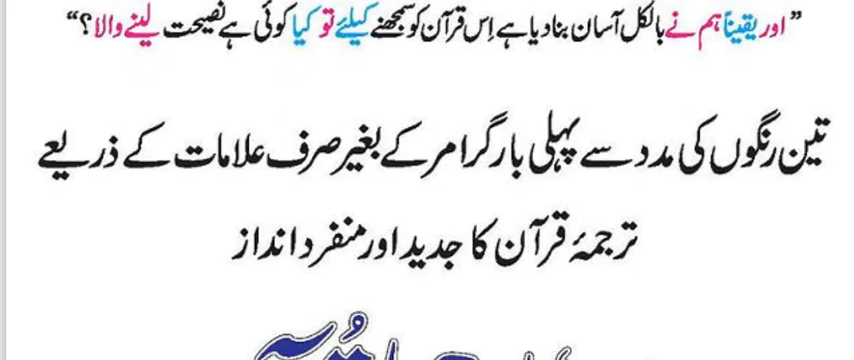 ”اور یقیناً ہم نے بالکل آسان بنا دیا ہے اِس قرآن کو سمجھنے کیلئے تو کیا کوئی ہے نصیحت لینے والا؟“
تین رنگوں کی مدد سے پہلی بار گرامر کے بغیر صرف علامات کے ذریعے
ترجمۂ قرآن کا جدید اور منفرد انداز